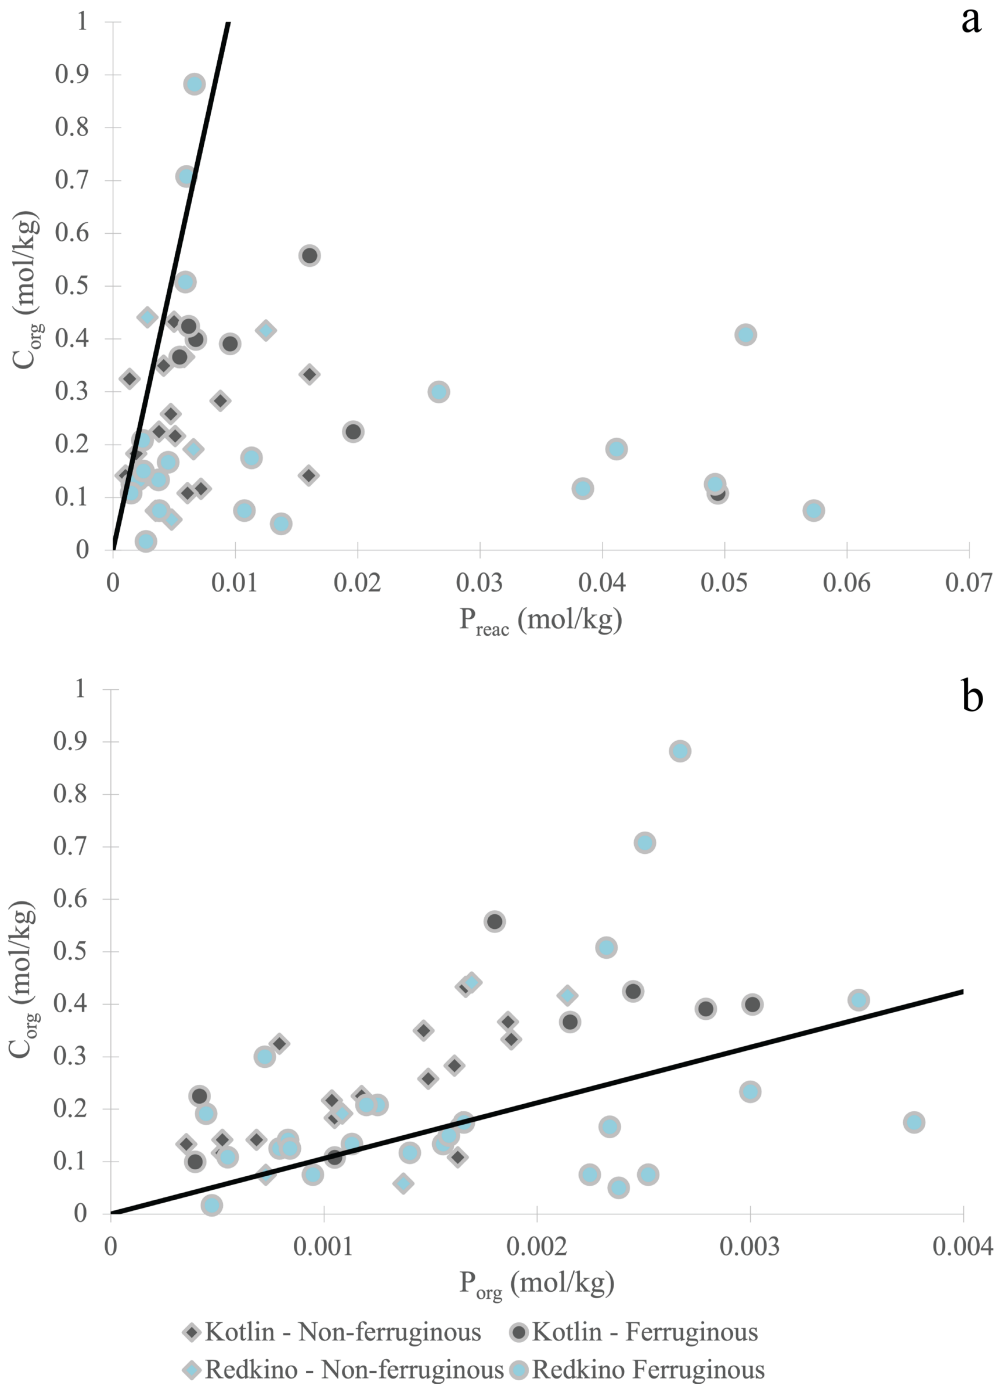 a
1
0.9
0.8
0.7
0.6
0.5
0.4
0.3
0.2
0.1
0
C_org (mol/kg)
0 0.01 0.02 0.03 0.04 0.05 0.06 0.07
P_reac (mol/kg)
b
1
0.9
0.8
0.7
0.6
0.5
0.4
0.3
0.2
0.1
0
C_org (mol/kg)
0 0.001 0.002 0.003 0.004
P_org (mol/kg)
Kotlin - Non-ferruginous Kotlin - Ferruginous
Redkino - Non-ferruginous Redkino Ferruginous